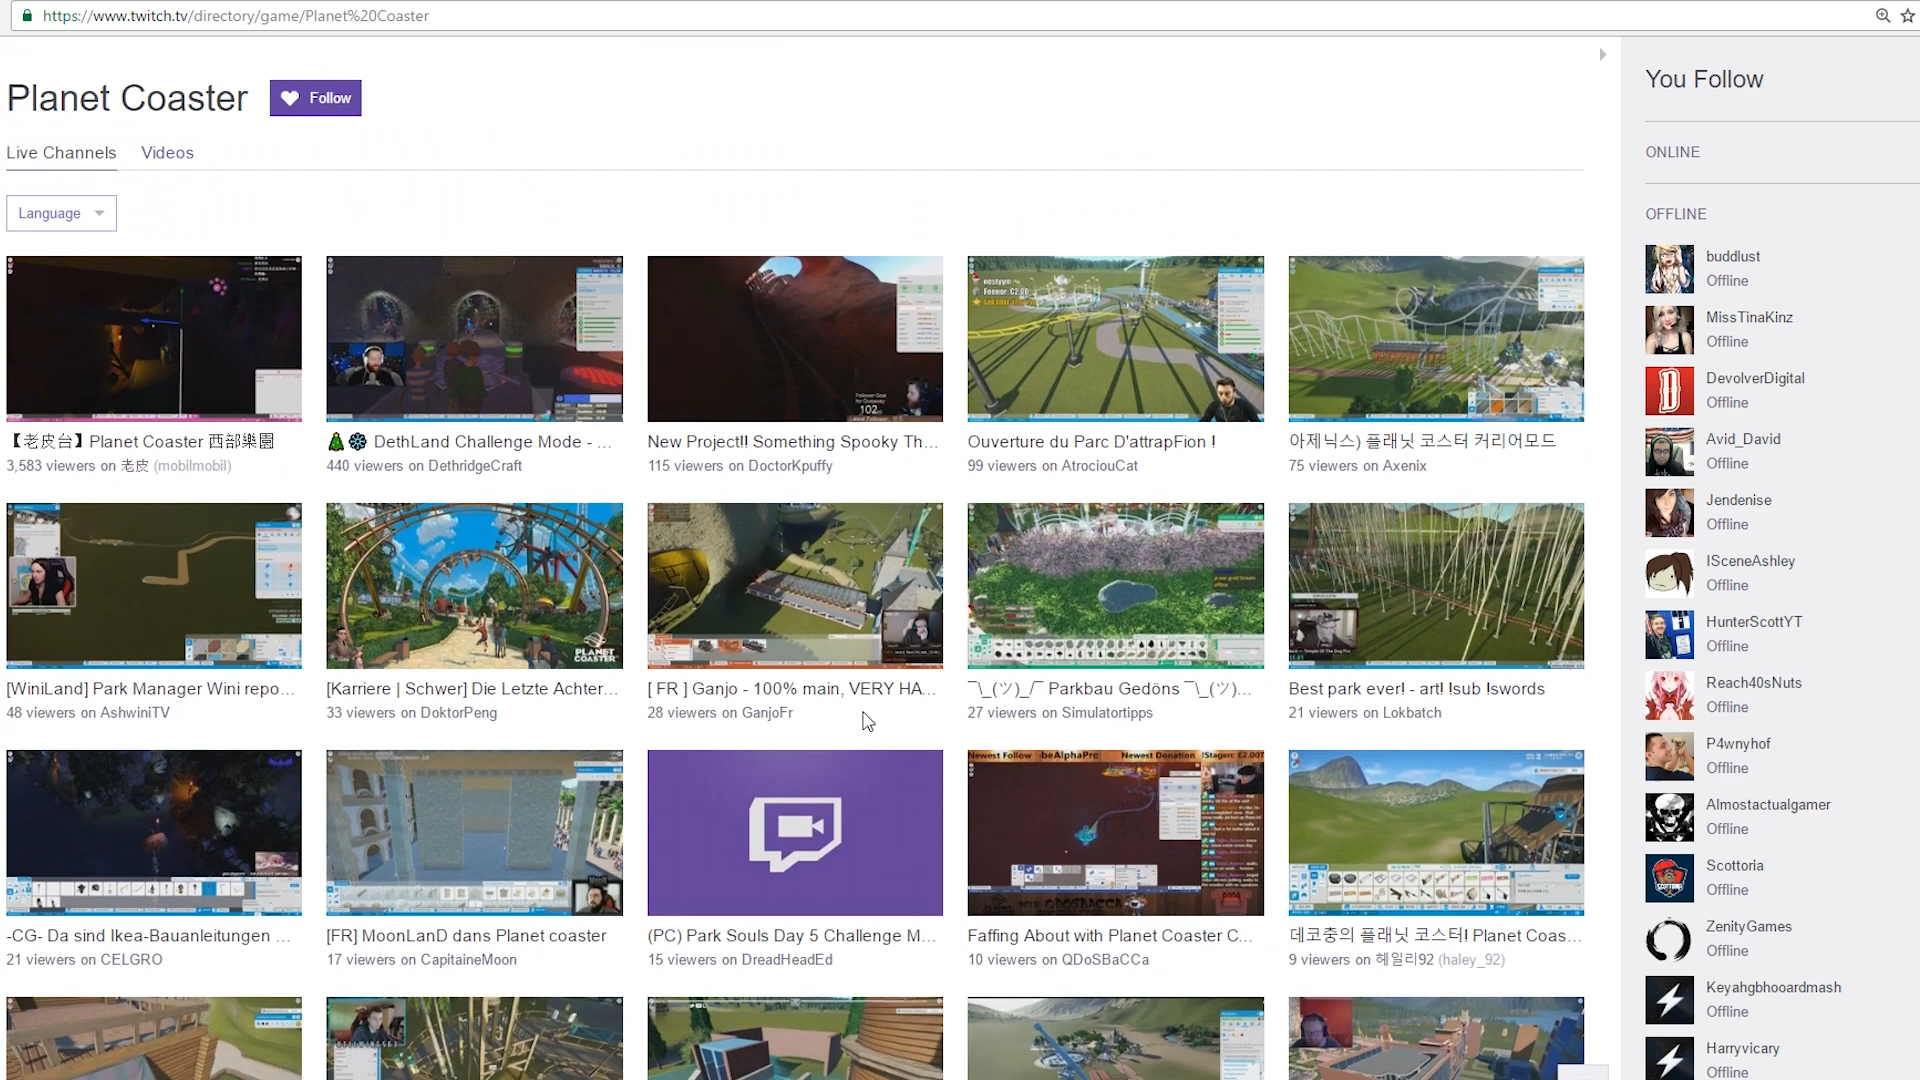 https://www.twitch.tv/directory/game/Planet%20Coaster
Planet Coaster
Follow
Live Channels
Videos
Language
【老皮台】Planet Coaster 西部樂園
3,583 viewers on 老皮 (mobilmobil)
🎄❄ DethLand Challenge Mode - ...
440 viewers on DethridgeCraft
New Project!! Something Spooky Th...
115 viewers on DoctorKpuffy
Ouverture du Parc D'attrapFion !
99 viewers on AtrociouCat
아제닉스) 플래닛 코스터 커리어모드
75 viewers on Axenix
PLANET COASTER
[WiniLand] Park Manager Wini repo...
48 viewers on AshwiniTV
[Karriere | Schwer] Die Letzte Achter...
33 viewers on DoktorPeng
[ FR ] Ganjo - 100% main, VERY HA...
28 viewers on GanjoFr
¯\_(ツ)_/¯ Parkbau Gedöns ¯\_(ツ)...
27 viewers on Simulatortipps
Best park ever! - art! !sub !swords
21 viewers on Lokbatch
Newest Follow
beAlphaPrc
Newest Donation
QDOSBACCA
-CG- Da sind Ikea-Bauanleitungen ...
21 viewers on CELGRO
[FR] MoonLanD dans Planet coaster
17 viewers on CapitaineMoon
(PC) Park Souls Day 5 Challenge M...
15 viewers on DreadHeadEd
Faffing About with Planet Coaster C...
10 viewers on QDoSBaCCa
데코충의 플래닛 코스터! Planet Coas...
9 viewers on 헤일리92 (haley_92)
You Follow
ONLINE
OFFLINE
buddlust
Offline
MissTinaKinz
Offline
DevolverDigital
Offline
Avid_David
Offline
Jendenise
Offline
ISceneAshley
Offline
HunterScottYT
Offline
Reach40sNuts
Offline
P4wnyhof
Offline
Almostactualgamer
Offline
Scottoria
Offline
ZenityGames
Offline
Keyahgbhooardmash
Offline
Harryvicary
Offline